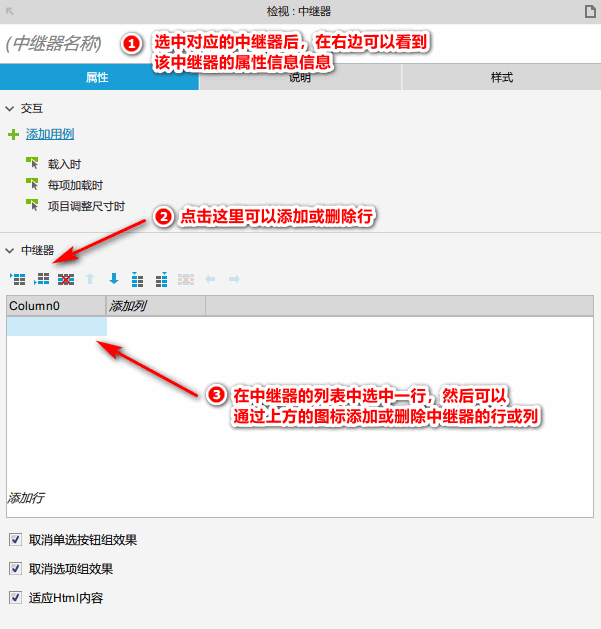 检视：中继器
(中继器名称)
1 选中对应的中继器后，在右边可以看到
该中继器的属性信息信息
属性 说明 样式
交互
添加用例
载入时
每项加载时
项目调整尺寸时
2 点击这里可以添加或删除行
中继器
Column0 添加列
3 在中继器的列表中选中一行，然后可以
通过上方的图标添加或删除中继器的行或列
添加行
取消单选按钮组效果
取消选项组效果
适应Html内容